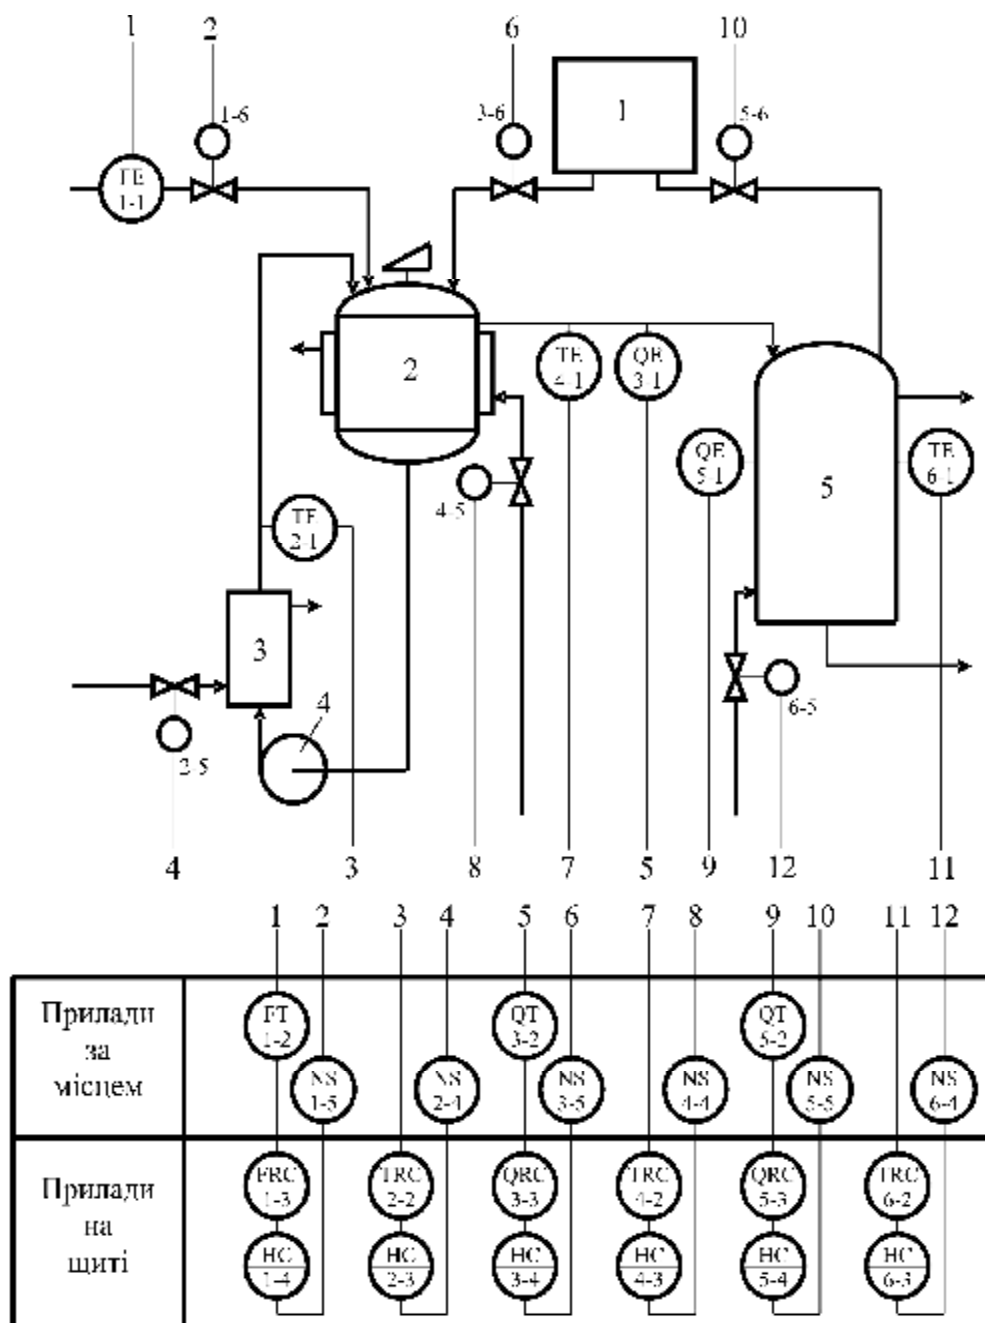 1 2 6 10
1-6 3-6 5-6
1
FE
1-1
2
TE
4-1
QE
3-1
QE
5-1
TE
6-1
5
4-5
TE
2-1
3
4
2-5
6-5
4 3 8 7 5 9 12 11
1 2 3 4 5 6 7 8 9 10 11 12
Прилади
за
місцем
FT
1-2
QT
3-2
QT
5-2
NS
1-5
NS
2-4
NS
3-5
NS
4-4
NS
5-5
NS
6-4
Прилади
на
щиті
FRC
1-3
TRC
2-2
QRC
3-3
TRC
4-2
QRC
5-3
TRC
6-2
HC
1-4
HC
2-3
HC
3-4
HC
4-3
HC
5-4
HC
6-3